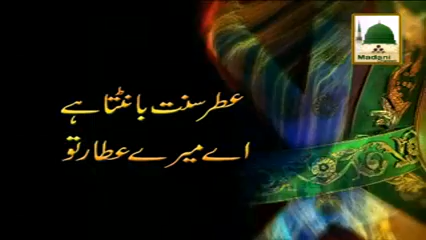 Madani
عطر سنت بانٹتا ہے
اے میرے عطار تو